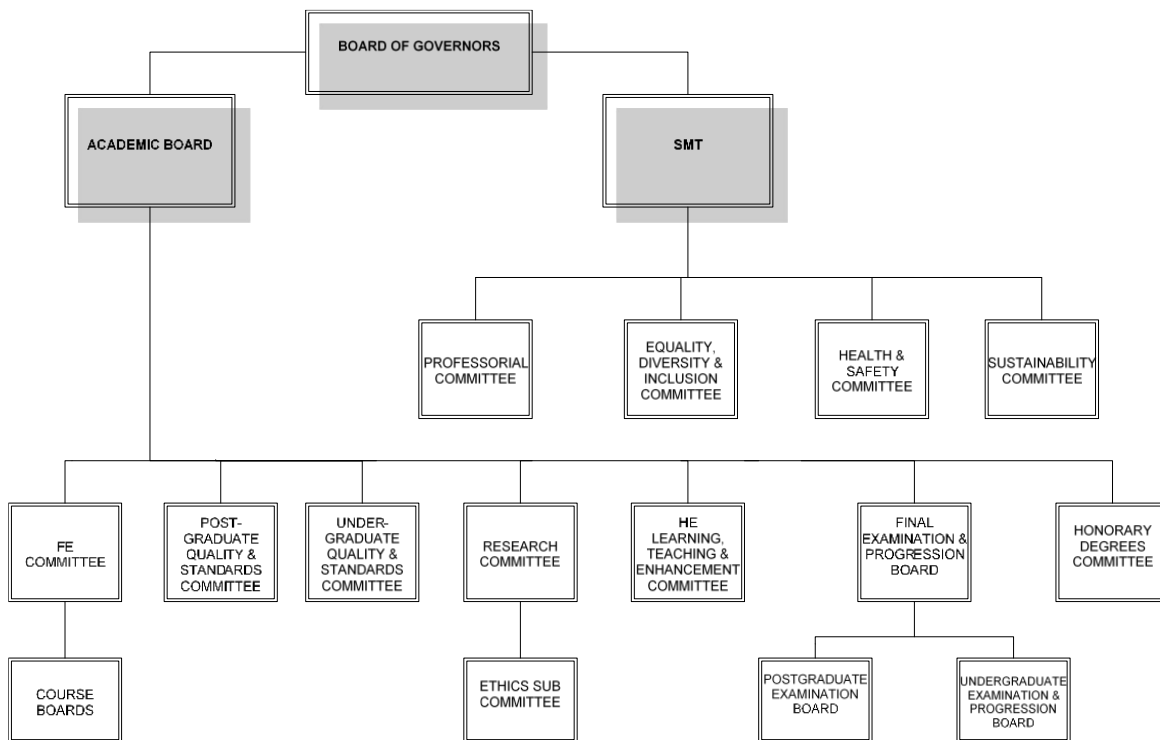 BOARD OF GOVERNORS
ACADEMIC BOARD
SMT
PROFESSORIAL
COMMITTEE
EQUALITY,
DIVERSITY &
INCLUSION
COMMITTEE
HEALTH &
SAFETY
COMMITTEE
SUSTAINABILITY
COMMITTEE
FE
COMMITTEE
POST-
GRADUATE
QUALITY &
STANDARDS
COMMITTEE
UNDER-
GRADUATE
QUALITY &
STANDARDS
COMMITTEE
RESEARCH
COMMITTEE
HE
LEARNING,
TEACHING &
ENHANCEMENT
COMMITTEE
FINAL
EXAMINATION &
PROGRESSION
BOARD
HONORARY
DEGREES
COMMITTEE
COURSE
BOARDS
ETHICS SUB
COMMITTEE
POSTGRADUATE
EXAMINATION
BOARD
UNDERGRADUATE
EXAMINATION &
PROGRESSION
BOARD